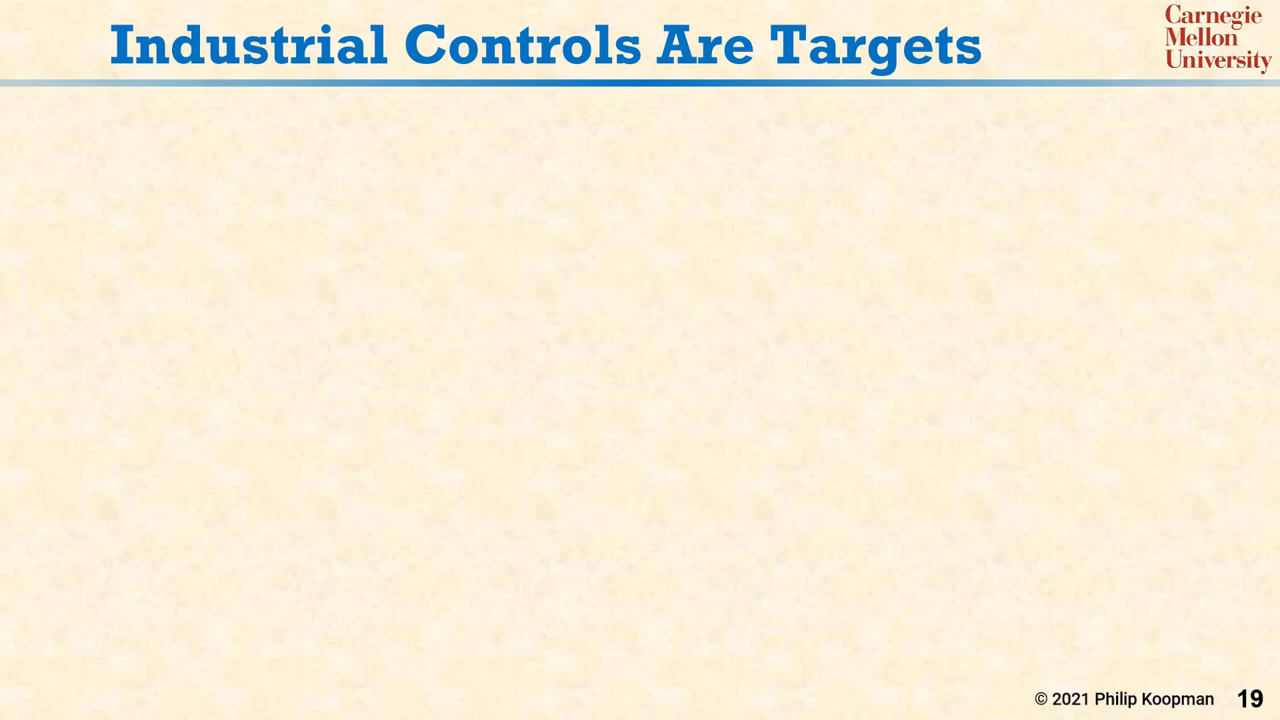 Industrial Controls Are Targets
Carnegie
Mellon
University
© 2021 Philip Koopman 19